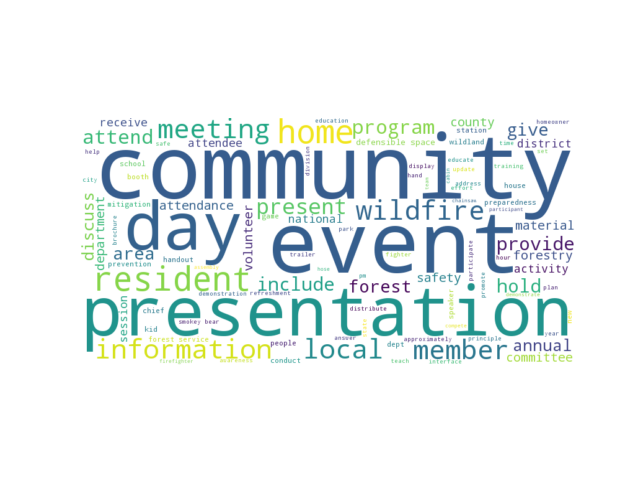 receive
education
county
homeowner
attend
meeting
home
program
station
give
help
safe
attendee
division
defensible space
wildland
time
district
community
school
educate
update
city
booth
hand
team
address
effort
house
set
training
mitigation
attendance
present
wildfire
chainsaw
preparedness
participant
day
event
discuss
department
brochure
volunteer
game
national
park
material
provide
area
handout
trailer
fighter
hour
participate
forestry
prevention
activity
resident
include
forest
safety
promote
hold
plan
demonstration
refreshment
pm
presentation
session
chief
smokey bear
distribute
speaker
kid
forest service
people
answer
approximately
principle
year
information
local
dept
member
annual
firefighter
awareness
conduct
teach
interface
committee
display